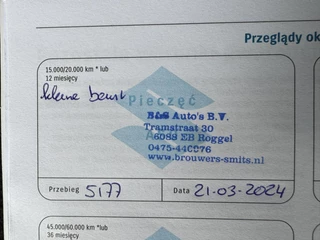 Przeglądy ok
15.000/20.000 km * lub
12 miesięcy
kleine beurt
Pieczęć
B&S Auto's B.V.
Tramstraat 30
6088 EB Roggel
0475-440076
www.brouwers-smits.nl
Przebieg 5177
Data 21-03-2024
45.000/60.000 km * lub
36 miesięcy